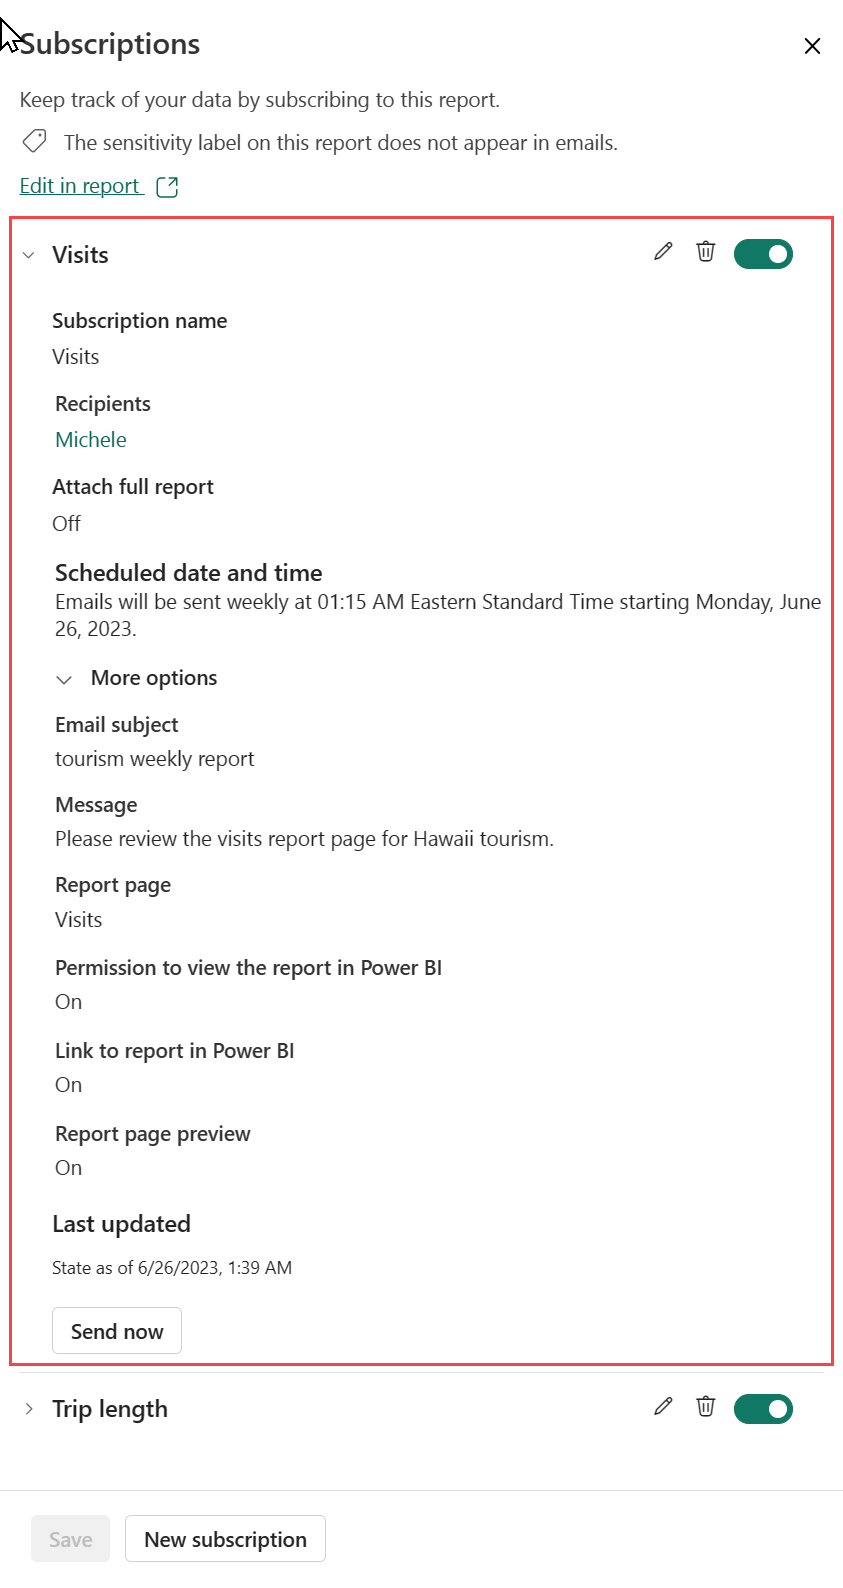 Subscriptions
Keep track of your data by subscribing to this report.
The sensitivity label on this report does not appear in emails.
Edit in report
Visits
Subscription name
Visits
Recipients
Michele
Attach full report
Off
Scheduled date and time
Emails will be sent weekly at 01:15 AM Eastern Standard Time starting Monday, June
26, 2023.
More options
Email subject
tourism weekly report
Message
Please review the visits report page for Hawaii tourism.
Report page
Visits
Permission to view the report in Power BI
On
Link to report in Power BI
On
Report page preview
On
Last updated
State as of 6/26/2023, 1:39 AM
Send now
Trip length
Save New subscription